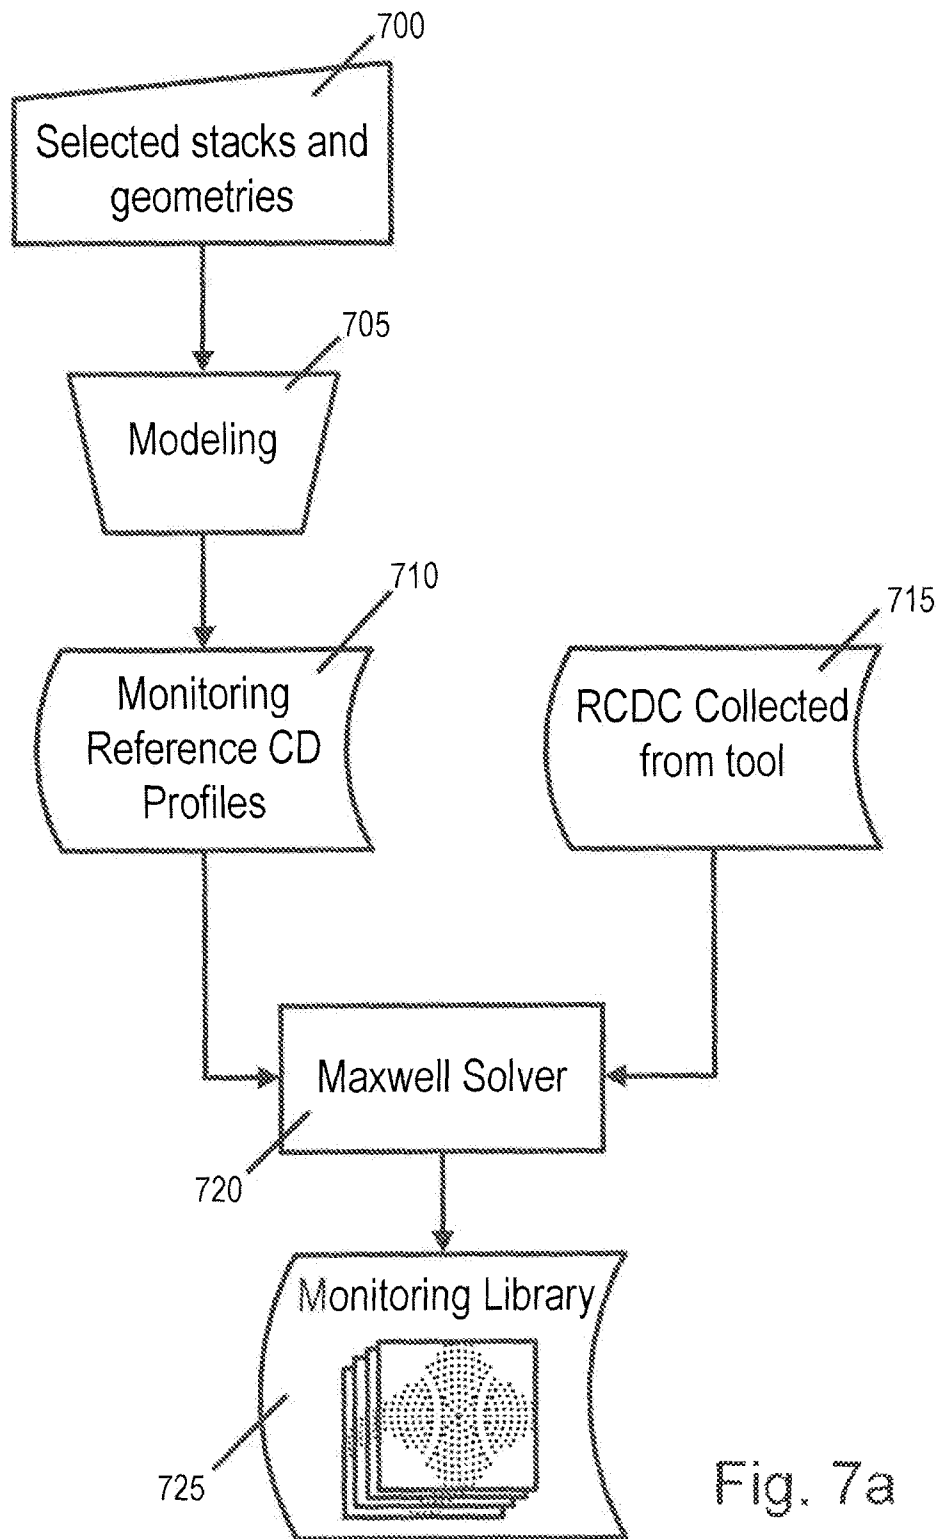 700
Selected stacks and
geometries
705
Modeling
710
Monitoring
Reference CD
Profiles
715
RCDC Collected
from tool
Maxwell Solver
720
Monitoring Library
725
Fig. 7a